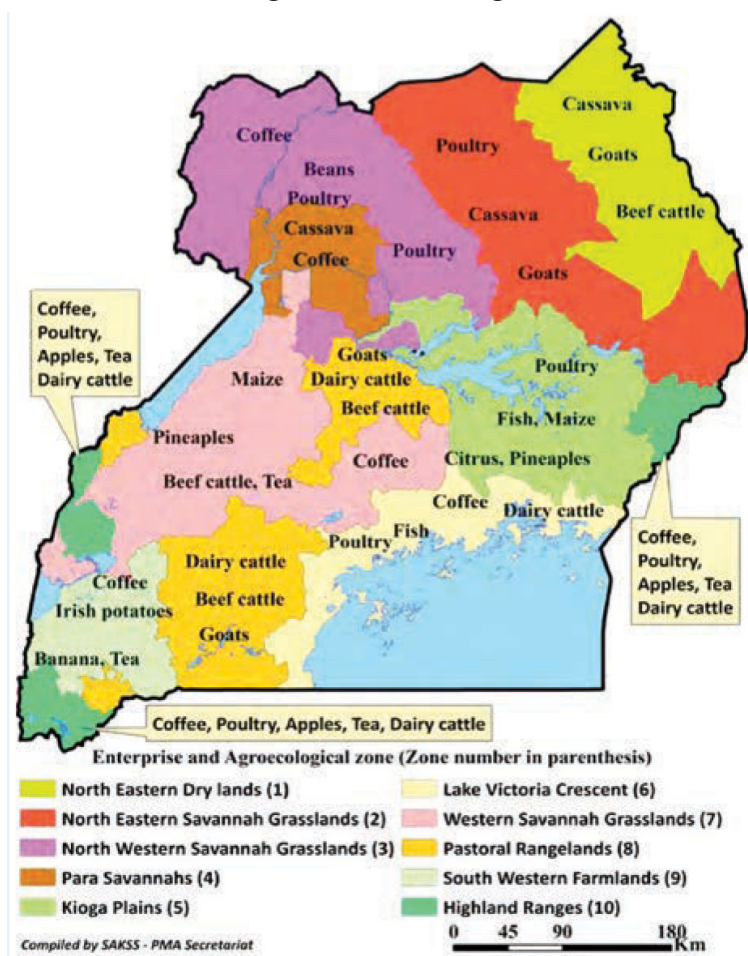 Coffee
Beans
Poultry
Cassava
Coffee
Poultry
Poultry
Cassava
Goats
Cassava
Goats
Beef cattle
Coffee,
Poultry,
Apples, Tea
Dairy cattle
Maize
Pineaples
Beef cattle, Tea
Goats
Dairy cattle
Beef cattle
Coffee
Poultry
Fish, Maize
Citrus, Pineaples
Coffee
Dairy cattle
Fish
Poultry
Coffee,
Poultry,
Apples, Tea
Dairy cattle
Dairy cattle
Beef cattle
Goats
Coffee
Irish potatoes
Banana, Tea
Coffee, Poultry, Apples, Tea, Dairy cattle
Enterprise and Agroecological zone (Zone number in parenthesis)
North Eastern Dry lands (1)
North Eastern Savannah Grasslands (2)
North Western Savannah Grasslands (3)
Para Savannahs (4)
Kioga Plains (5)
Lake Victoria Crescent (6)
Western Savannah Grasslands (7)
Pastoral Rangelands (8)
South Western Farmlands (9)
Highland Ranges (10)
0 45 90 180
Km
Compiled by SAKSS - PMA Secretariat